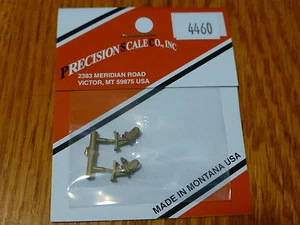 4460
PRECISION SCALE CO., INC
2383 MERIDIAN ROAD
VICTOR, MT 59875 USA
MADE IN MONTANA USA